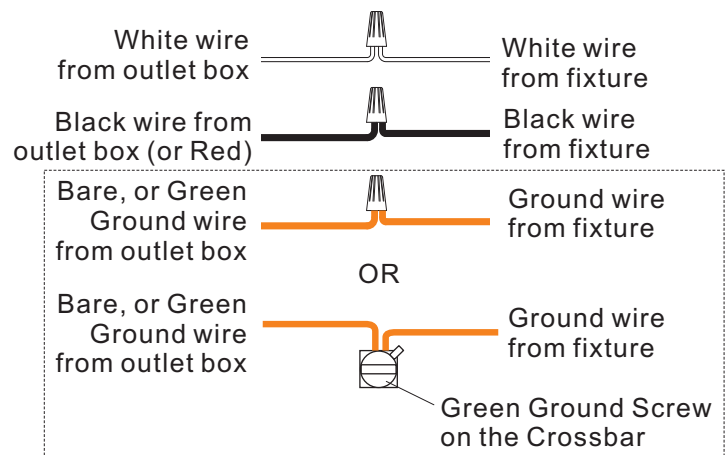 White wire
from outlet box
White wire
from fixture
Black wire from
outlet box (or Red)
Black wire
from fixture
Bare, or Green
Ground wire
from outlet box
Ground wire
from fixture
OR
Bare, or Green
Ground wire
from outlet box
Ground wire
from fixture
Green Ground Screw
on the Crossbar